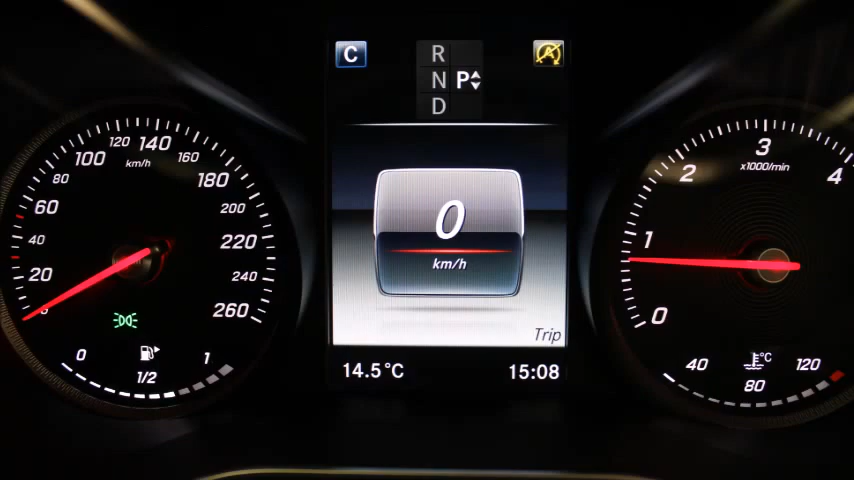 C
R
N P
D
A
120 140
100 160
km/h
80 180
60 200
40 220
20 240
0 260
0 1
1/2
0
km/h
Trip
14.5°C 15:08
3
x1000/min
2 4
1
0
°C
40 120
80